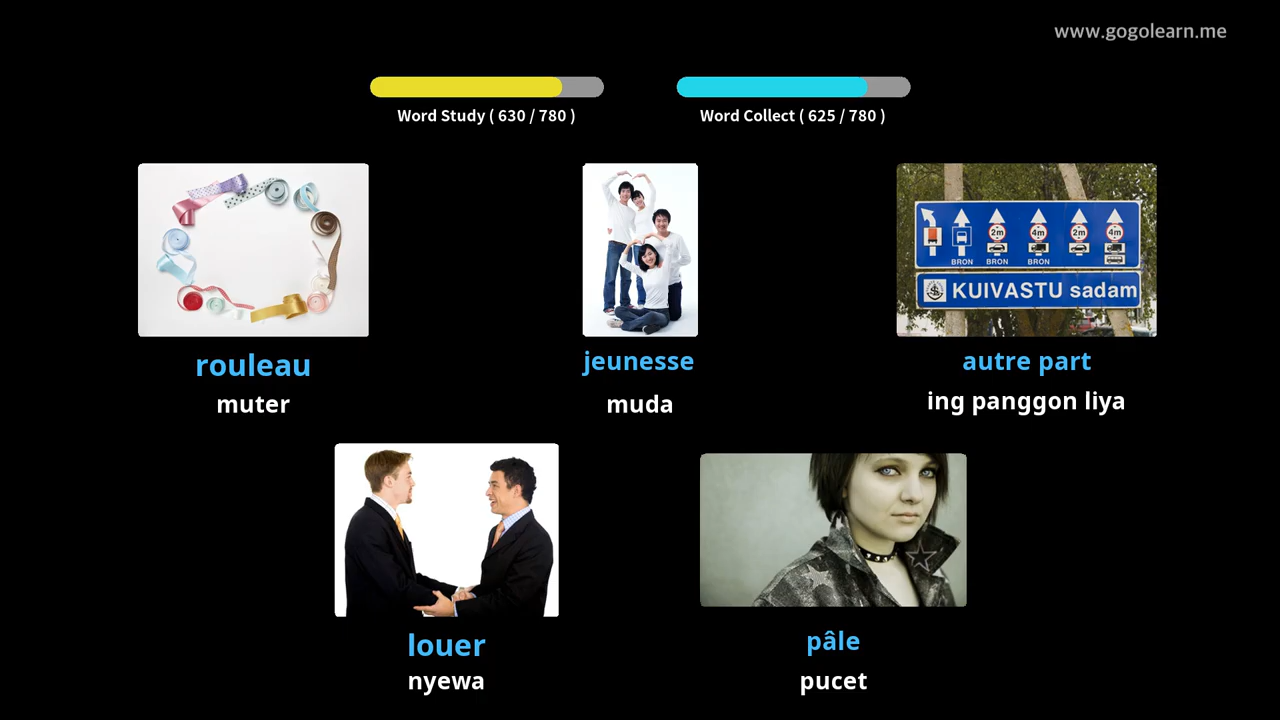 www.gogolearn.me
Word Study ( 630 / 780 )
Word Collect ( 625 / 780 )
2m
4m
2m
4m
BRON
BRON
BRON
KUIVASTU sadam
rouleau
muter
jeunesse
muda
autre part
ing panggon liya
louer
nyewa
pâle
pucet